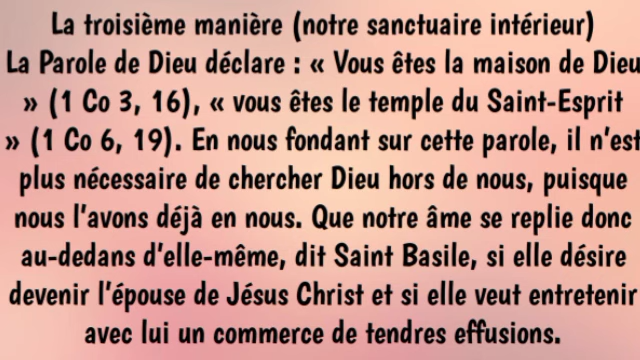 La troisième manière (notre sanctuaire intérieur)
La Parole de Dieu déclare : « Vous êtes la maison de Dieu
» (1 Co 3, 16), « vous êtes le temple du Saint-Esprit
» (1 Co 6, 19). En nous fondant sur cette parole, il n’est
plus nécessaire de chercher Dieu hors de nous, puisque
nous l’avons déjà en nous. Que notre âme se replie donc
au-dedans d’elle-même, dit Saint Basile, si elle désire
devenir l’épouse de Jésus Christ et si elle veut entretenir
avec lui un commerce de tendres effusions.